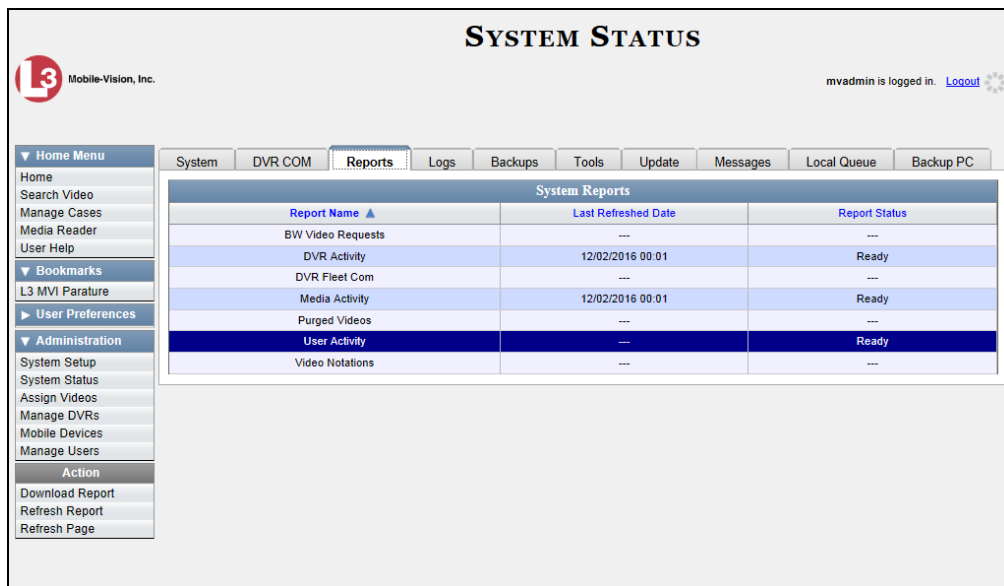 SYSTEM STATUS
L3 Mobile-Vision, Inc.
mvadmin is logged in. Logout
▼ Home Menu
Home
Search Video
Manage Cases
Media Reader
User Help
▼ Bookmarks
L3 MVI Parature
▶ User Preferences
▼ Administration
System Setup
System Status
Assign Videos
Manage DVRs
Mobile Devices
Manage Users
Action
Download Report
Refresh Report
Refresh Page
System DVR COM Reports Logs Backups Tools Update Messages Local Queue Backup PC
System Reports
Report Name ▲ Last Refreshed Date Report Status
BW Video Requests --- ---
DVR Activity 12/02/2016 00:01 Ready
DVR Fleet Com --- ---
Media Activity 12/02/2016 00:01 Ready
Purged Videos --- ---
User Activity --- Ready
Video Notations --- ---